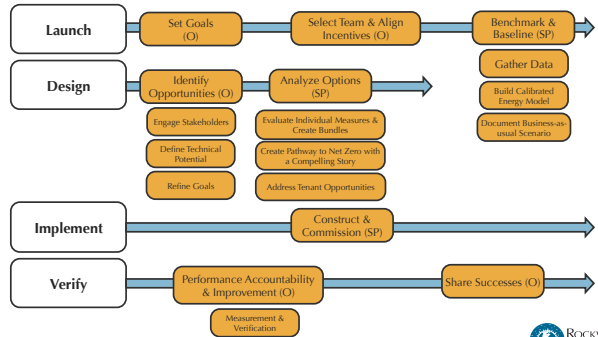 Launch
Set Goals
(O)
Select Team & Align
Incentives (O)
Benchmark &
Baseline (SP)
Gather Data
Build Calibrated
Energy Model
Document Business-as-
usual Scenario
Design
Identify
Opportunities (O)
Engage Stakeholders
Define Technical
Potential
Refine Goals
Analyze Options
(SP)
Evaluate Individual Measures &
Create Bundles
Create Pathway to Net Zero with
a Compelling Story
Address Tenant Opportunities
Implement
Construct &
Commission (SP)
Verify
Performance Accountability
& Improvement (O)
Measurement &
Verification
Share Successes (O)